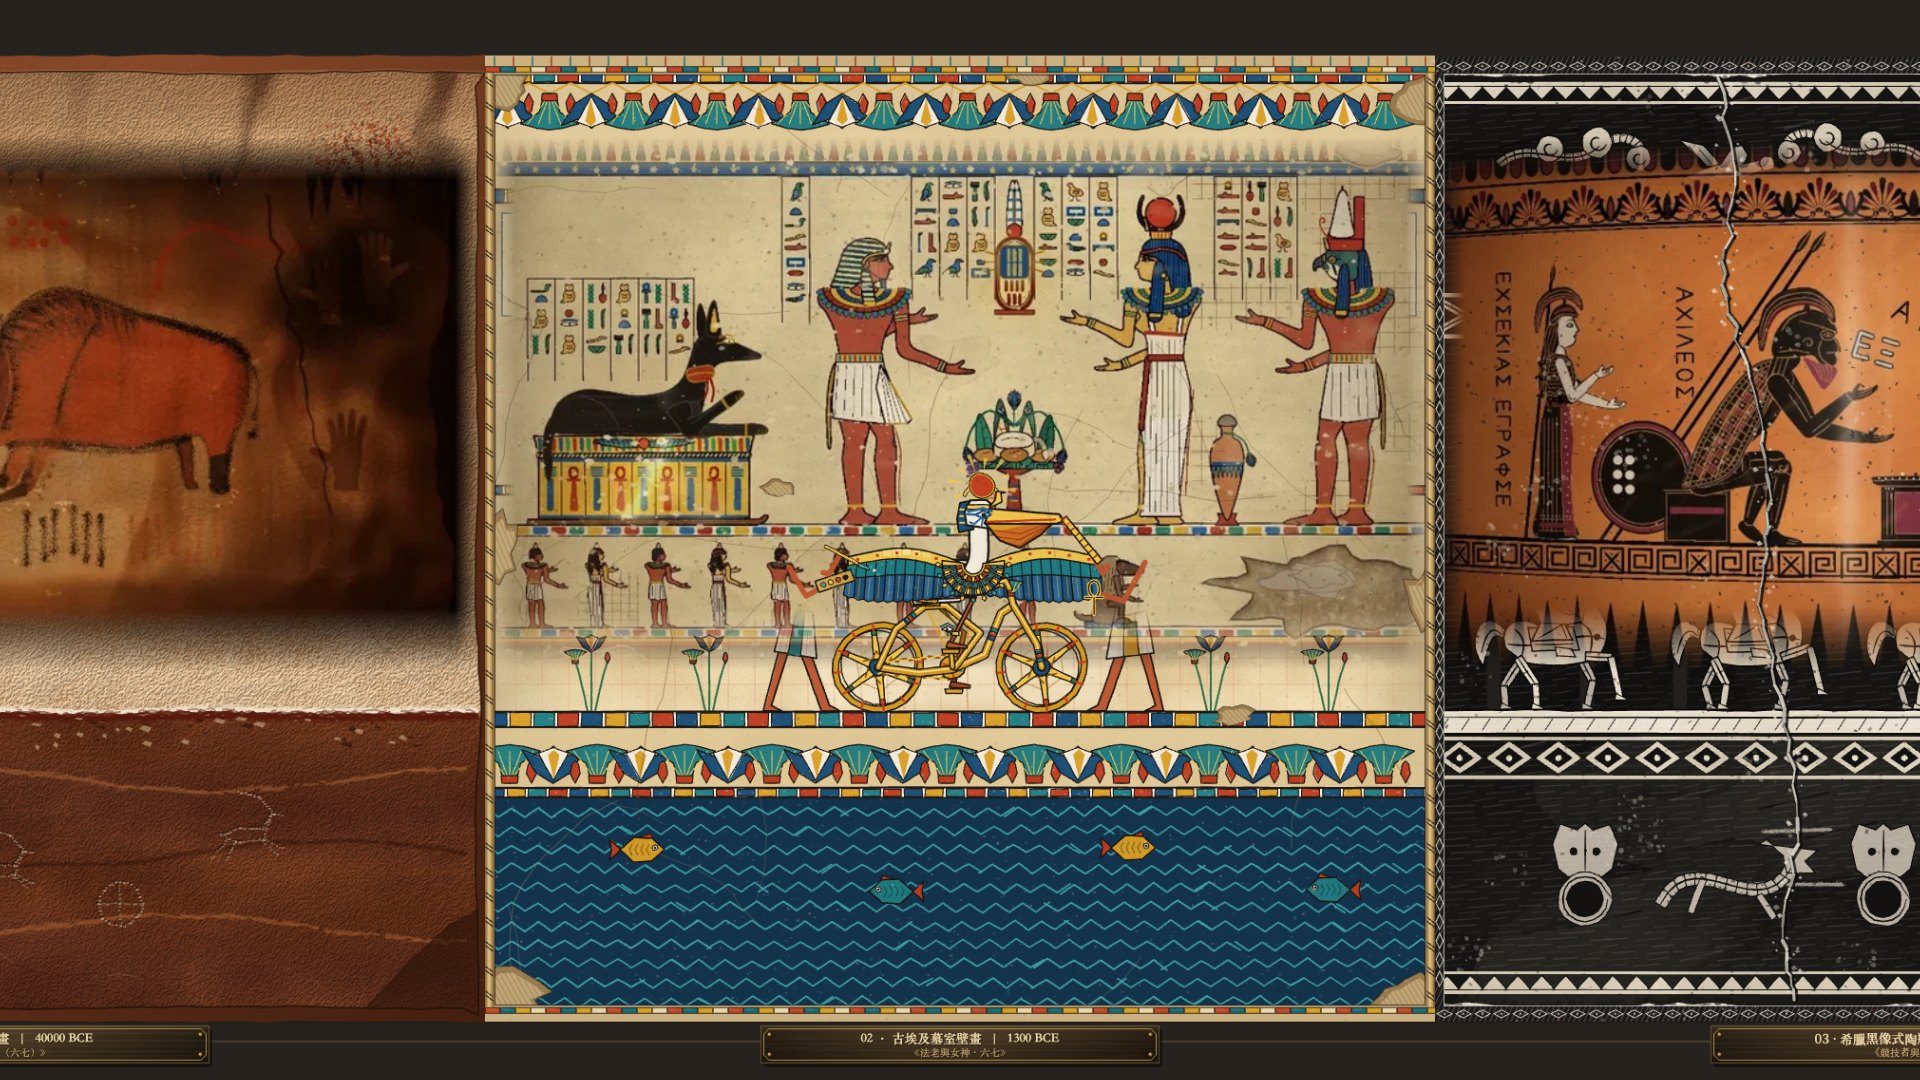 ΕΧΣΕΚΙΑΣ ΕΓΡΑΦΣΕ
ΑΧΙΛΕΟΣ
Α
ΕΞ
畫 | 40000 BCE
（六七）》
02 · 古埃及墓室壁畫 | 1300 BCE
《法老與女神 · 六七》
03 · 希臘黑像式陶
《競技者與